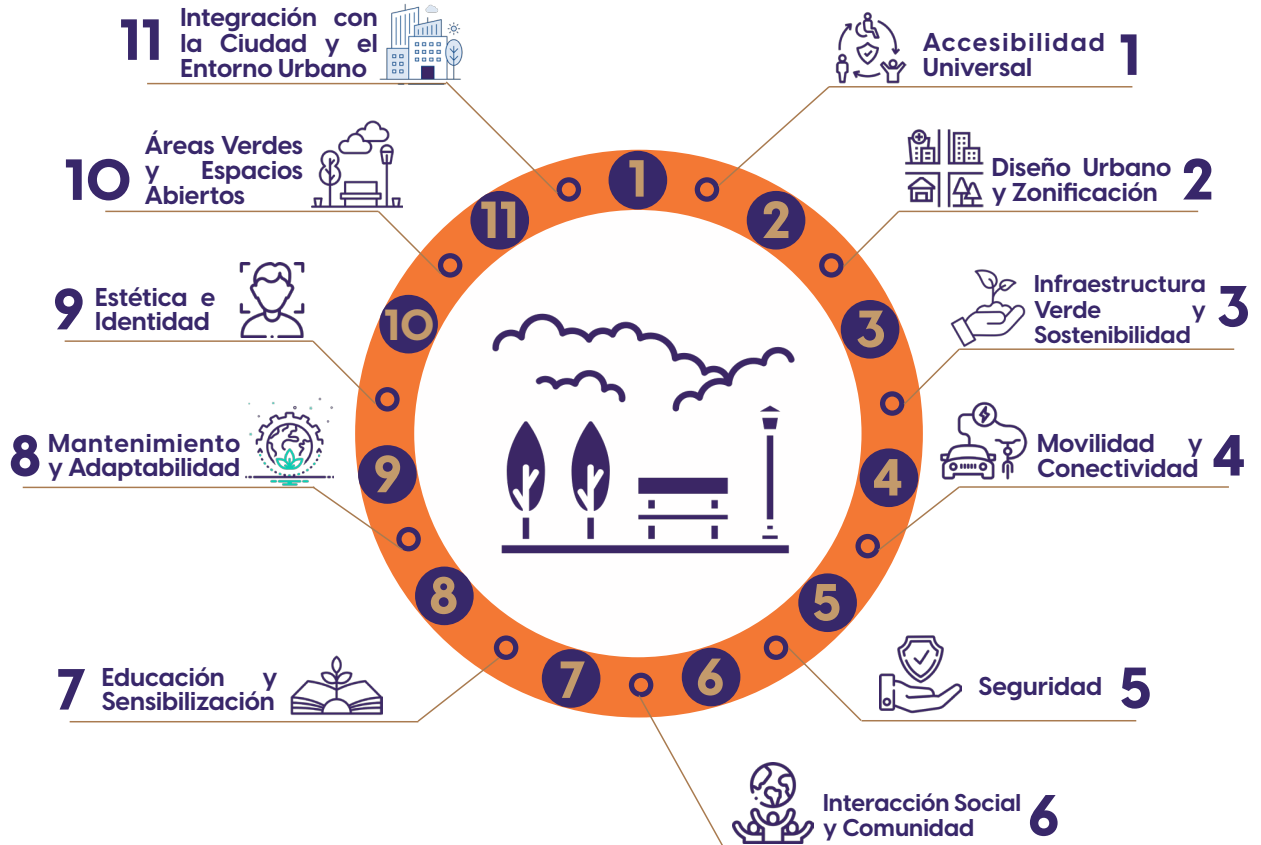 11
Integración con
la Ciudad y el
Entorno Urbano
Accesibilidad
Universal
1
10
Áreas Verdes
y Espacios
Abiertos
Diseño Urbano
y Zonificación
2
9
Estética e
Identidad
Infraestructura
Verde y
Sostenibilidad
3
8
Mantenimiento
y Adaptabilidad
Movilidad y
Conectividad
4
7
Educación y
Sensibilización
Seguridad
5
Interacción Social
y Comunidad
6
1
2
3
4
5
6
7
8
9
10
11